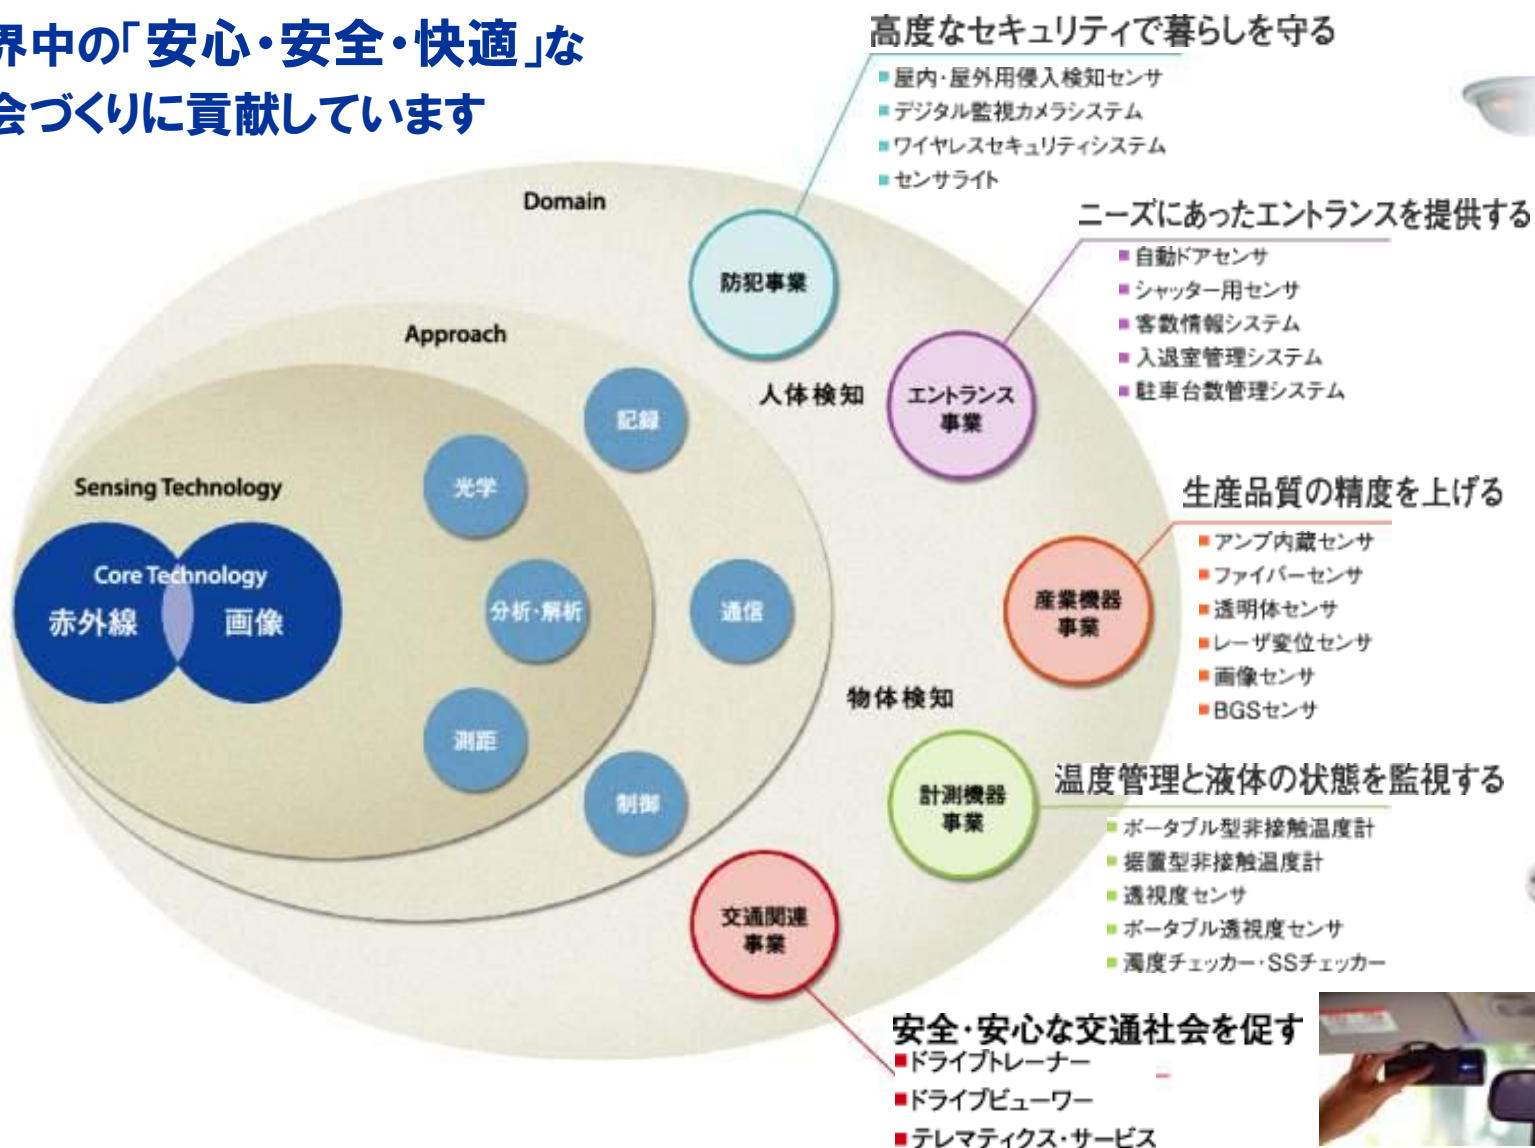 界中の「安心・安全・快適」な
会づくりに貢献しています
高度なセキュリティで暮らしを守る
屋内・屋外用侵入検知センサ
デジタル監視カメラシステム
ワイヤレスセキュリティシステム
センサライト
Domain
防犯事業
ニーズにあったエントランスを提供する
自動ドアセンサ
シャッター用センサ
客数情報システム
入退室管理システム
駐車台数管理システム
Approach
人体検知
エントランス
事業
記録
光学
Sensing Technology
Core Technology
赤外線
画像
分析・解析
通信
生産品質の精度を上げる
アンプ内蔵センサ
ファイバーセンサ
透明体センサ
レーザ変位センサ
画像センサ
BGSセンサ
産業機器
事業
物体検知
測距
制御
計測機器
事業
温度管理と液体の状態を監視する
ポータブル型非接触温度計
据置型非接触温度計
透視度センサ
ポータブル透視度センサ
濁度チェッカー・SSチェッカー
交通関連
事業
安全・安心な交通社会を促す
ドライブトレーナー
ドライブビューワー
テレマティクス・サービス